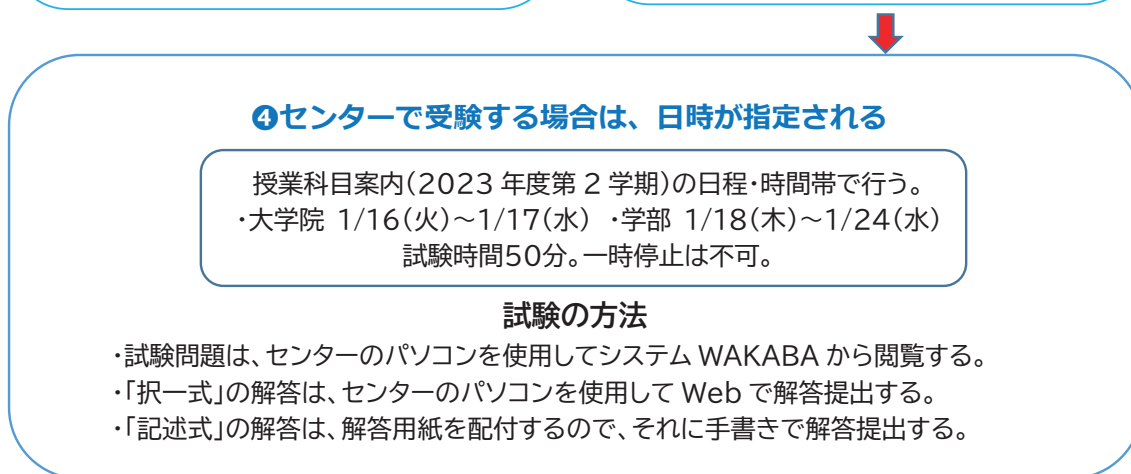 ❹センターで受験する場合は、日時が指定される
授業科目案内(2023 年度第 2 学期)の日程・時間帯で行う。
・大学院 1/16(火)～1/17(水) ・学部 1/18(木)～1/24(水)
試験時間50分。一時停止は不可。
試験の方法
・試験問題は、センターのパソコンを使用してシステム WAKABA から閲覧する。
・「択一式」の解答は、センターのパソコンを使用して Web で解答提出する。
・「記述式」の解答は、解答用紙を配付するので、それに手書きで解答提出する。